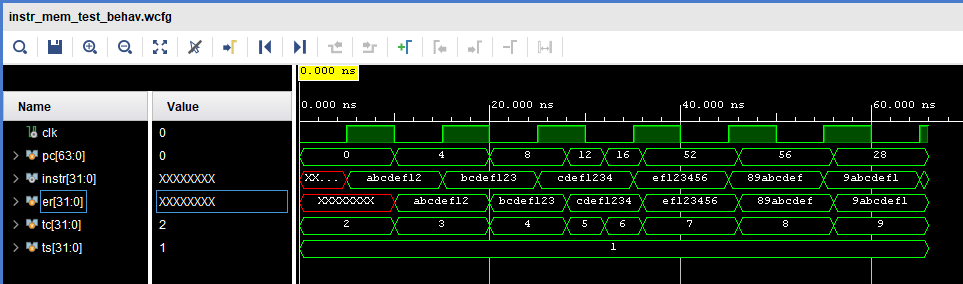 instr_mem_test_behav.wcfg
0.000 ns
Name Value
0.000 ns 20.000 ns 40.000 ns 60.000 ns
clk 0
pc[63:0] 0 0 4 8 12 16 52 56 28
instr[31:0] XXXXXXXX XX... abcdef12 bcdef123 cdef1234 ef123456 89abcdef 9abcdef1
er[31:0] XXXXXXXX XXXXXXXX abcdef12 bcdef123 cdef1234 ef123456 89abcdef 9abcdef1
tc[31:0] 2 2 3 4 5 6 7 8 9
ts[31:0] 1 1